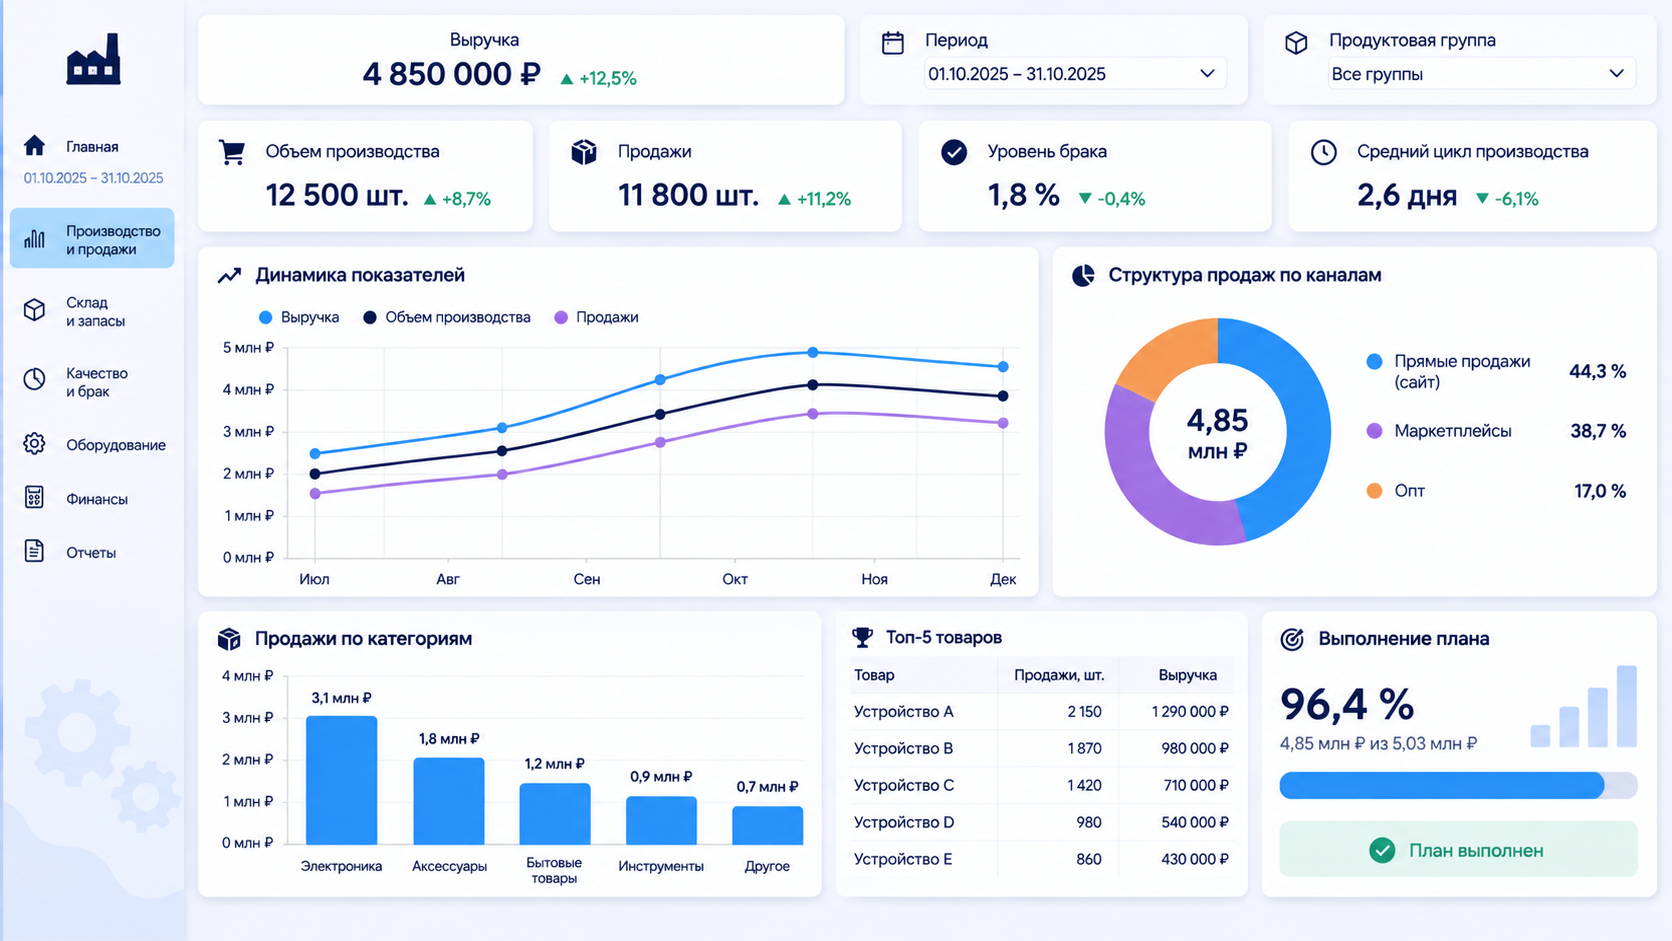 Выручка
4 850 000 ₽ ▲ +12,5%
Период
01.10.2025 – 31.10.2025
Продуктовая группа
Все группы
Главная
01.10.2025 – 31.10.2025
Производство
и продажи
Склад
и запасы
Качество
и брак
Оборудование
Финансы
Отчеты
Объем производства
12 500 шт. ▲ +8,7%
Продажи
11 800 шт. ▲ +11,2%
Уровень брака
1,8 % ▼ -0,4%
Средний цикл производства
2,6 дня ▼ -6,1%
Динамика показателей
Выручка Объем производства Продажи
5 млн ₽
4 млн ₽
3 млн ₽
2 млн ₽
1 млн ₽
0 млн ₽
Июл Авг Сен Окт Ноя Дек
Структура продаж по каналам
4,85
млн ₽
Прямые продажи
(сайт)
44,3 %
Маркетплейсы 38,7 %
Опт 17,0 %
Продажи по категориям
4 млн ₽
3 млн ₽
2 млн ₽
1 млн ₽
0 млн ₽
3,1 млн ₽
1,8 млн ₽
1,2 млн ₽
0,9 млн ₽
0,7 млн ₽
Электроника
Аксессуары
Бытовые
товары
Инструменты
Другое
Топ-5 товаров
Товар Продажи, шт. Выручка
Устройство A 2 150 1 290 000 ₽
Устройство B 1 870 980 000 ₽
Устройство C 1 420 710 000 ₽
Устройство D 980 540 000 ₽
Устройство E 860 430 000 ₽
Выполнение плана
96,4 %
4,85 млн ₽ из 5,03 млн ₽
План выполнен